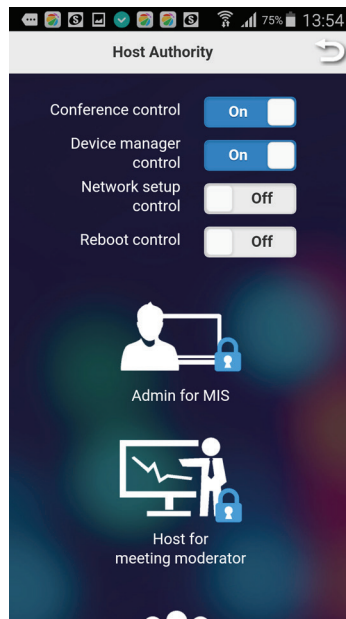 75% 13:54
Host Authority
Conference control On
Device manager
control On
Network setup
control Off
Reboot control Off
Admin for MIS
Host for
meeting moderator